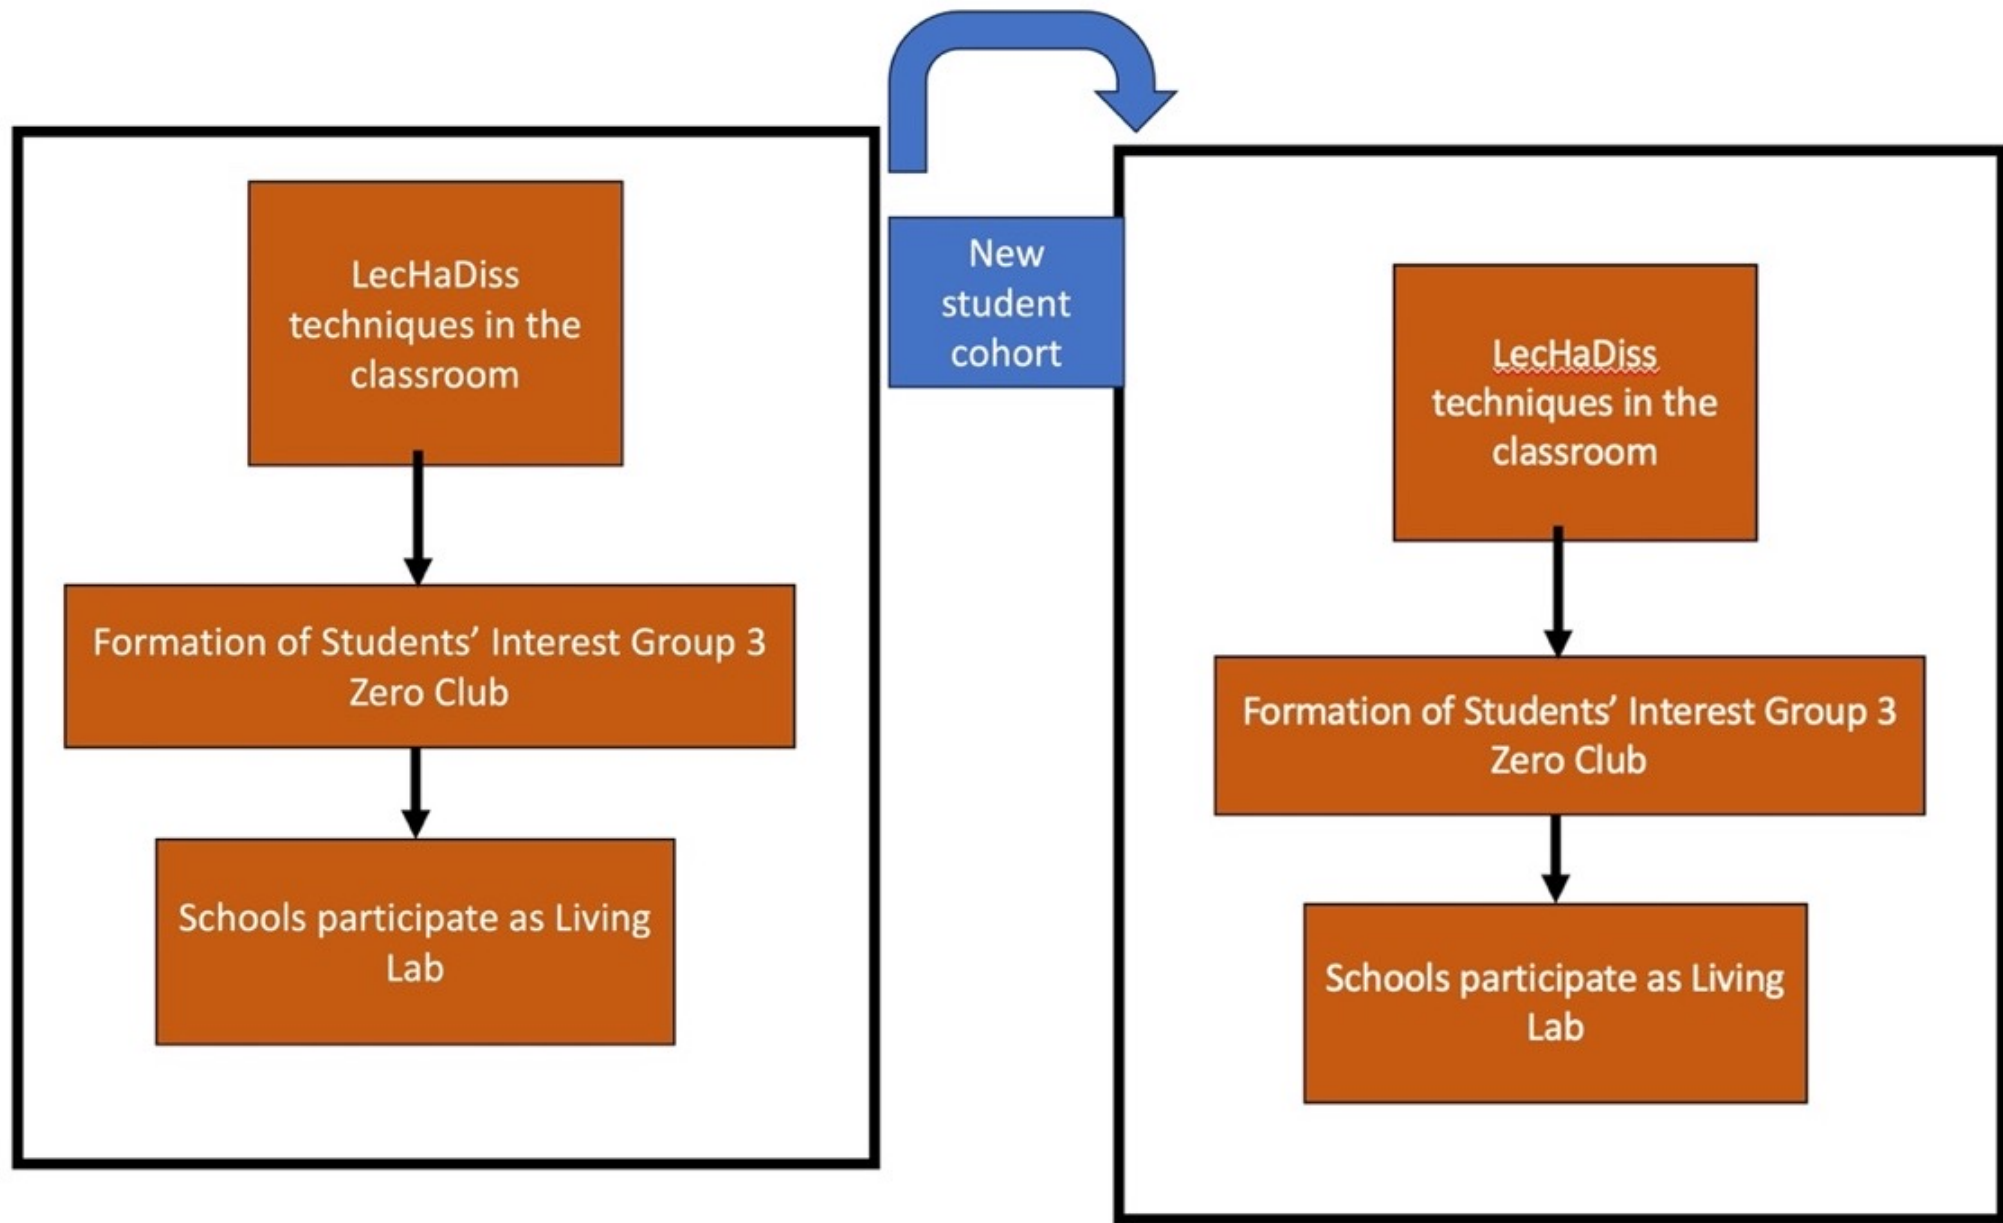 LecHaDiss
techniques in the
classroom
Formation of Students’ Interest Group 3
Zero Club
Schools participate as Living
Lab
New
student
cohort
LecHaDiss
techniques in the
classroom
Formation of Students’ Interest Group 3
Zero Club
Schools participate as Living
Lab